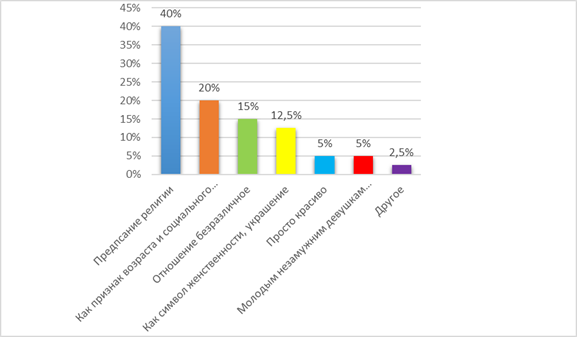 45%
40%
35%
30%
25%
20%
15%
10%
5%
0%
40%
20%
15%
12,5%
5%
5%
2,5%
Предпсание религии
Как признак возраста и социального...
Отношение безразличное
Как символ женственности, украшение
Просто красиво
Молодым незамужним девушкам...
Другое